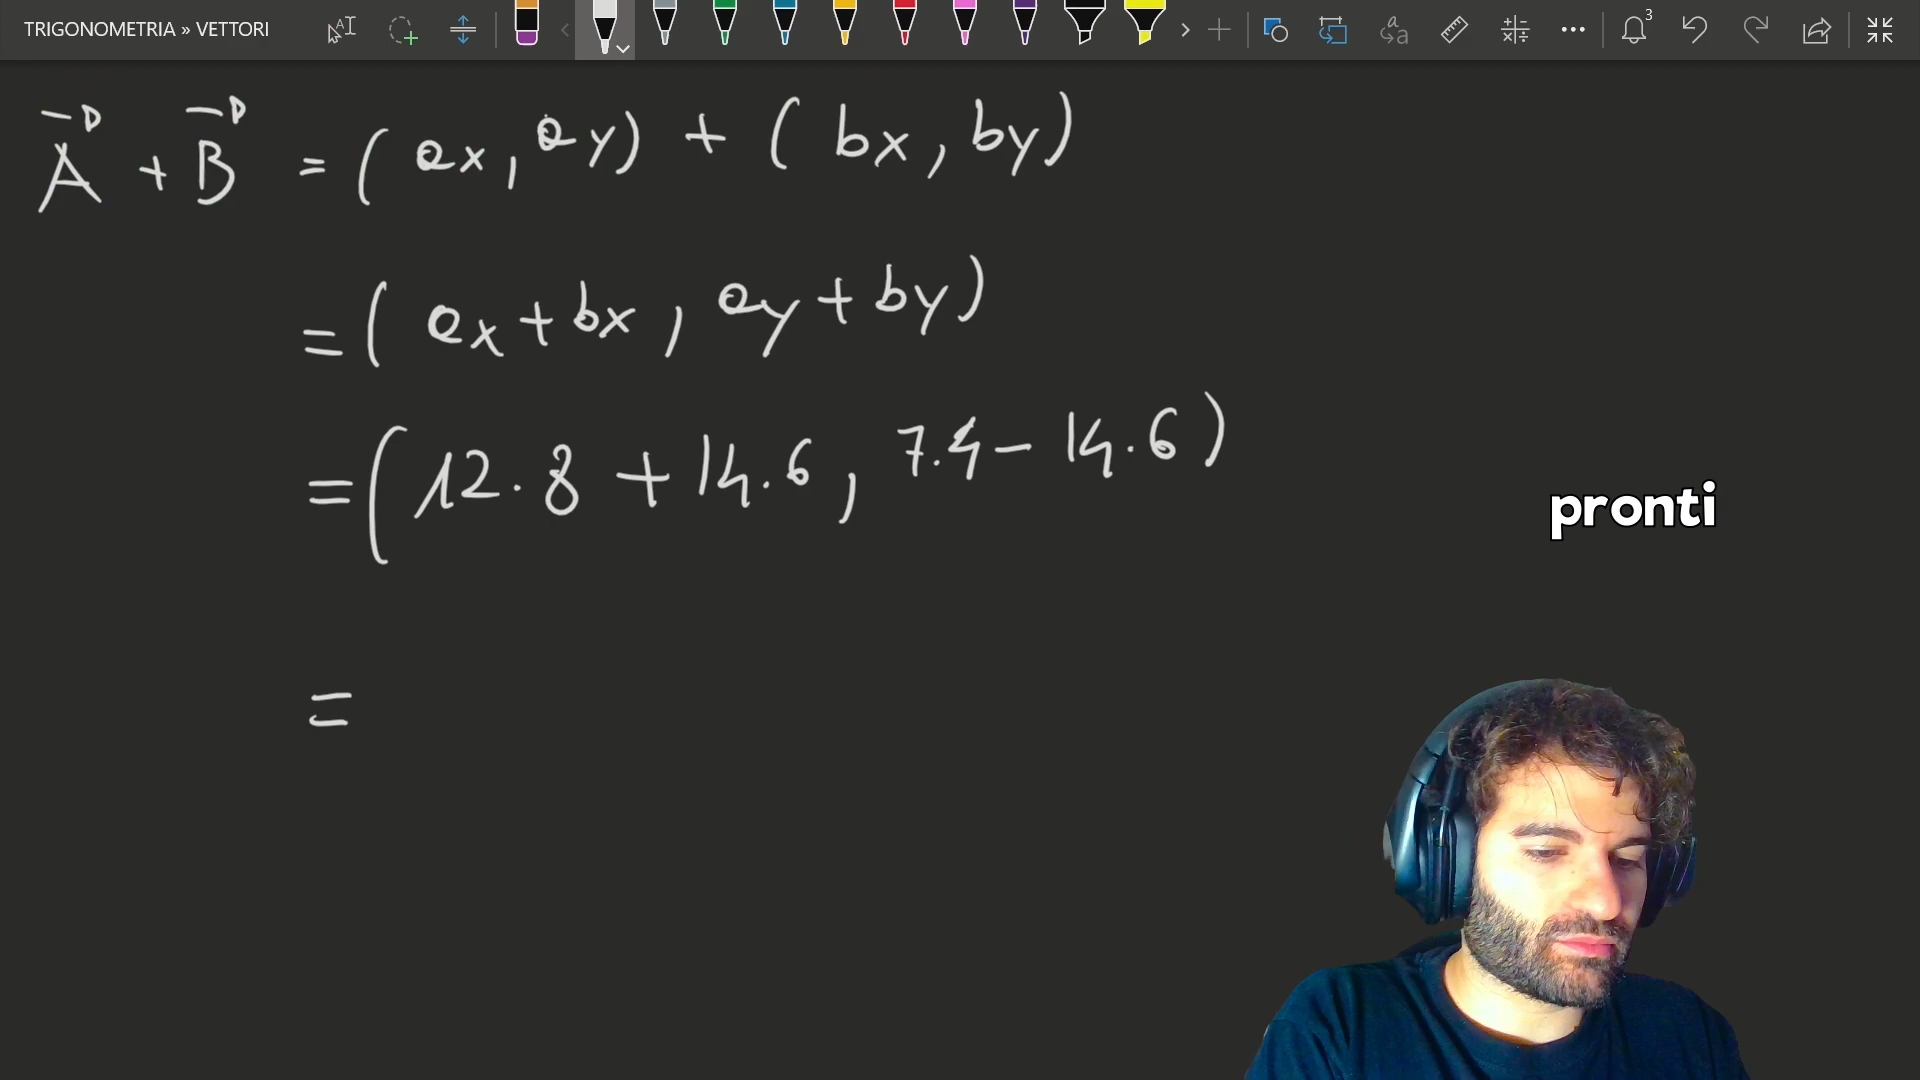 TRIGONOMETRIA » VETTORI
3
A + B = (ax, ay) + (bx, by)
= (ax + bx, ay + by)
= (12.8 + 14.6, 7.4 - 14.6)
pronti
=